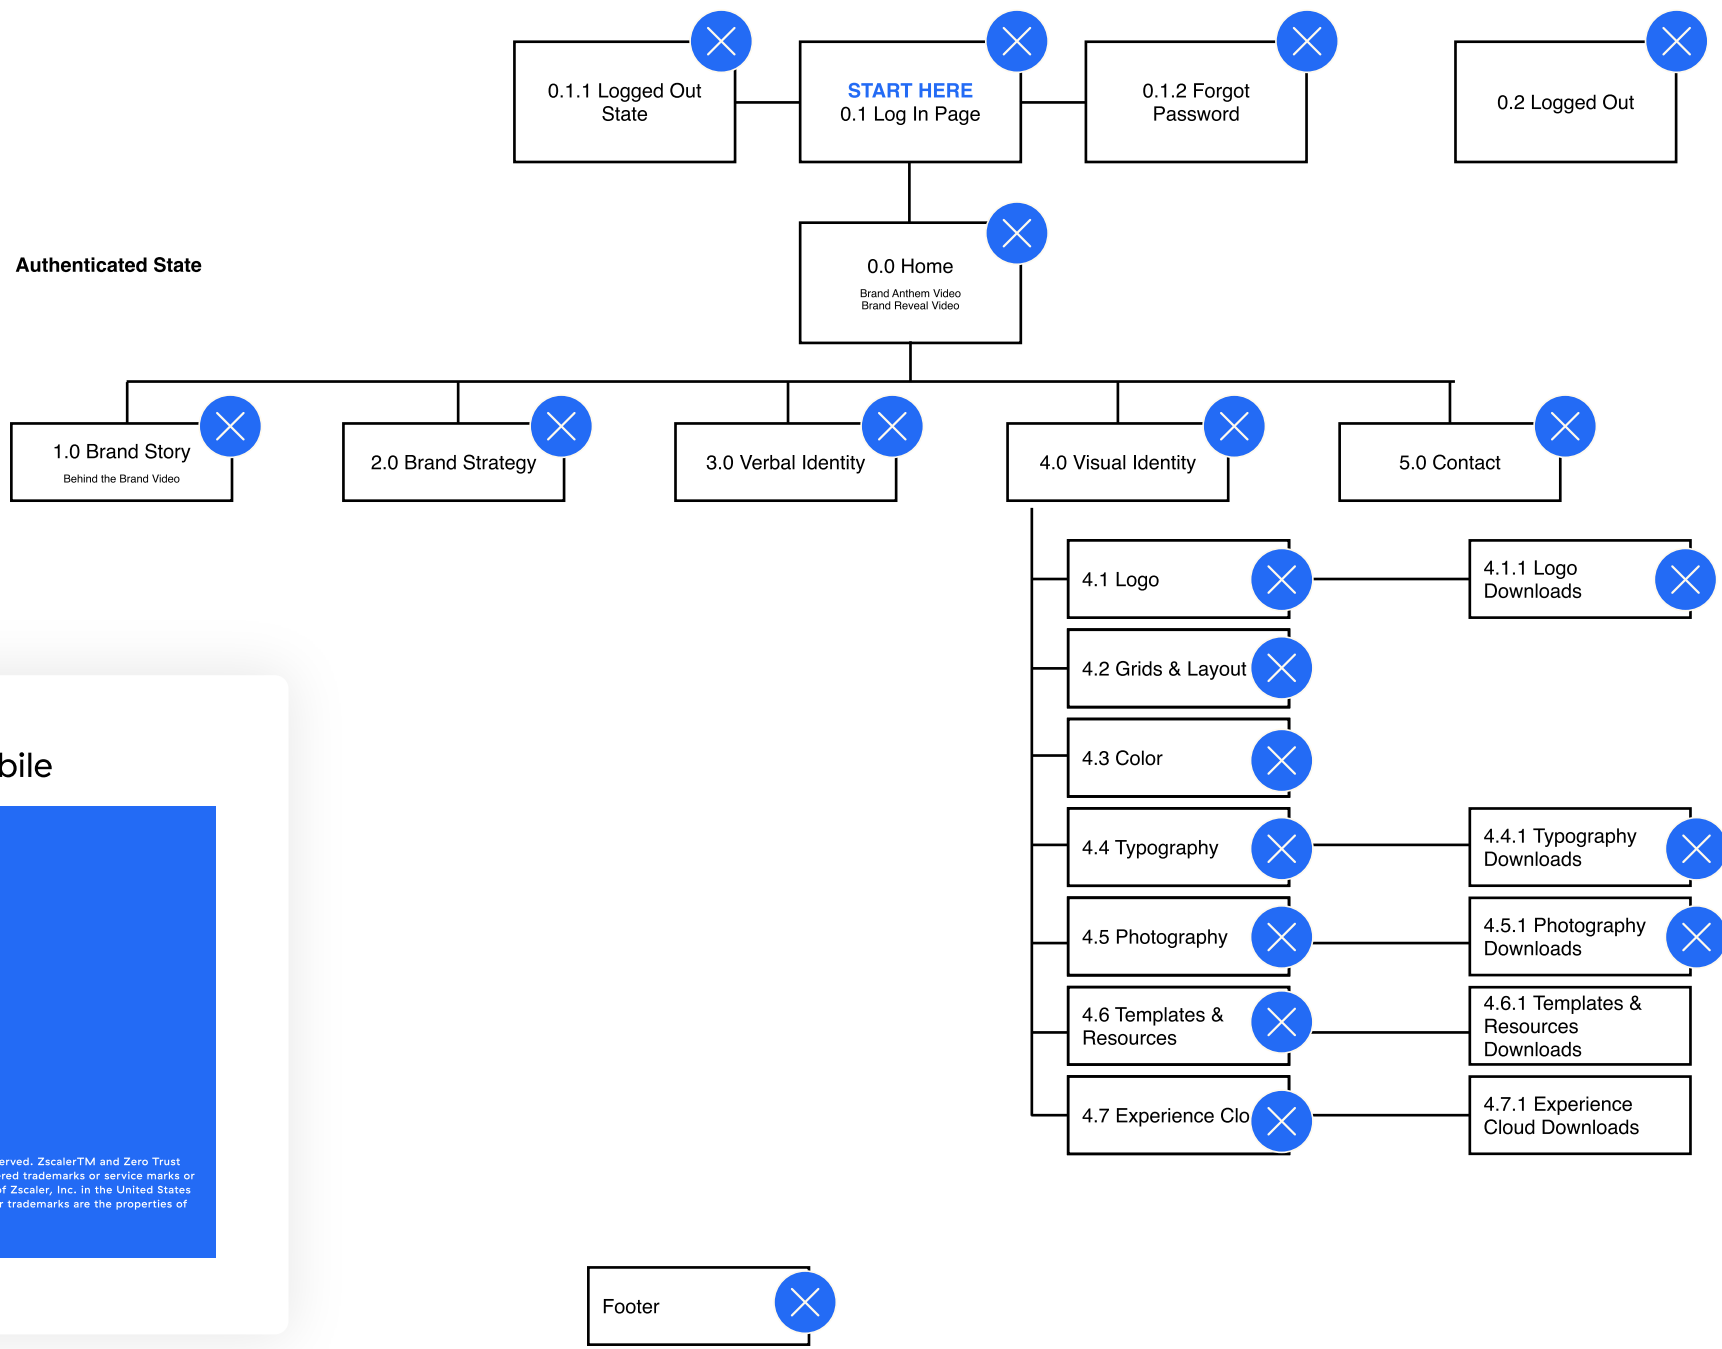 0.1.1 Logged Out
State
START HERE
0.1 Log In Page
0.1.2 Forgot
Password
0.2 Logged Out
Authenticated State
0.0 Home
Brand Anthem Video
Brand Reveal Video
1.0 Brand Story
Behind the Brand Video
2.0 Brand Strategy
3.0 Verbal Identity
4.0 Visual Identity
5.0 Contact
4.1 Logo
4.1.1 Logo
Downloads
4.2 Grids & Layout
4.3 Color
4.4 Typography
4.4.1 Typography
Downloads
4.5 Photography
4.5.1 Photography
Downloads
4.6 Templates &
Resources
4.6.1 Templates &
Resources
Downloads
4.7 Experience Clo
4.7.1 Experience
Cloud Downloads
bile
erved. ZscalerTM and Zero Trust
ered trademarks or service marks or
of Zscaler, Inc. in the United States
r trademarks are the properties of
Footer